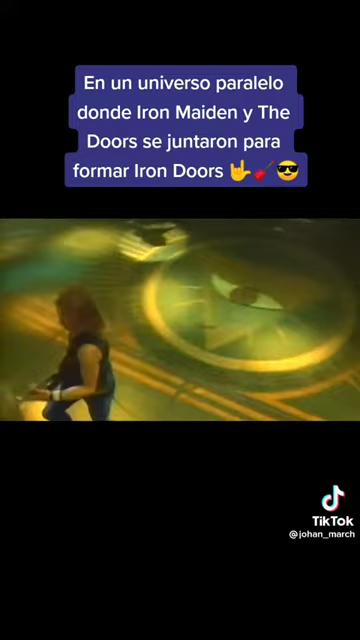 En un universo paralelo
donde Iron Maiden y The
Doors se juntaron para
formar Iron Doors 🤘🎸😎
TikTok
@johan_march